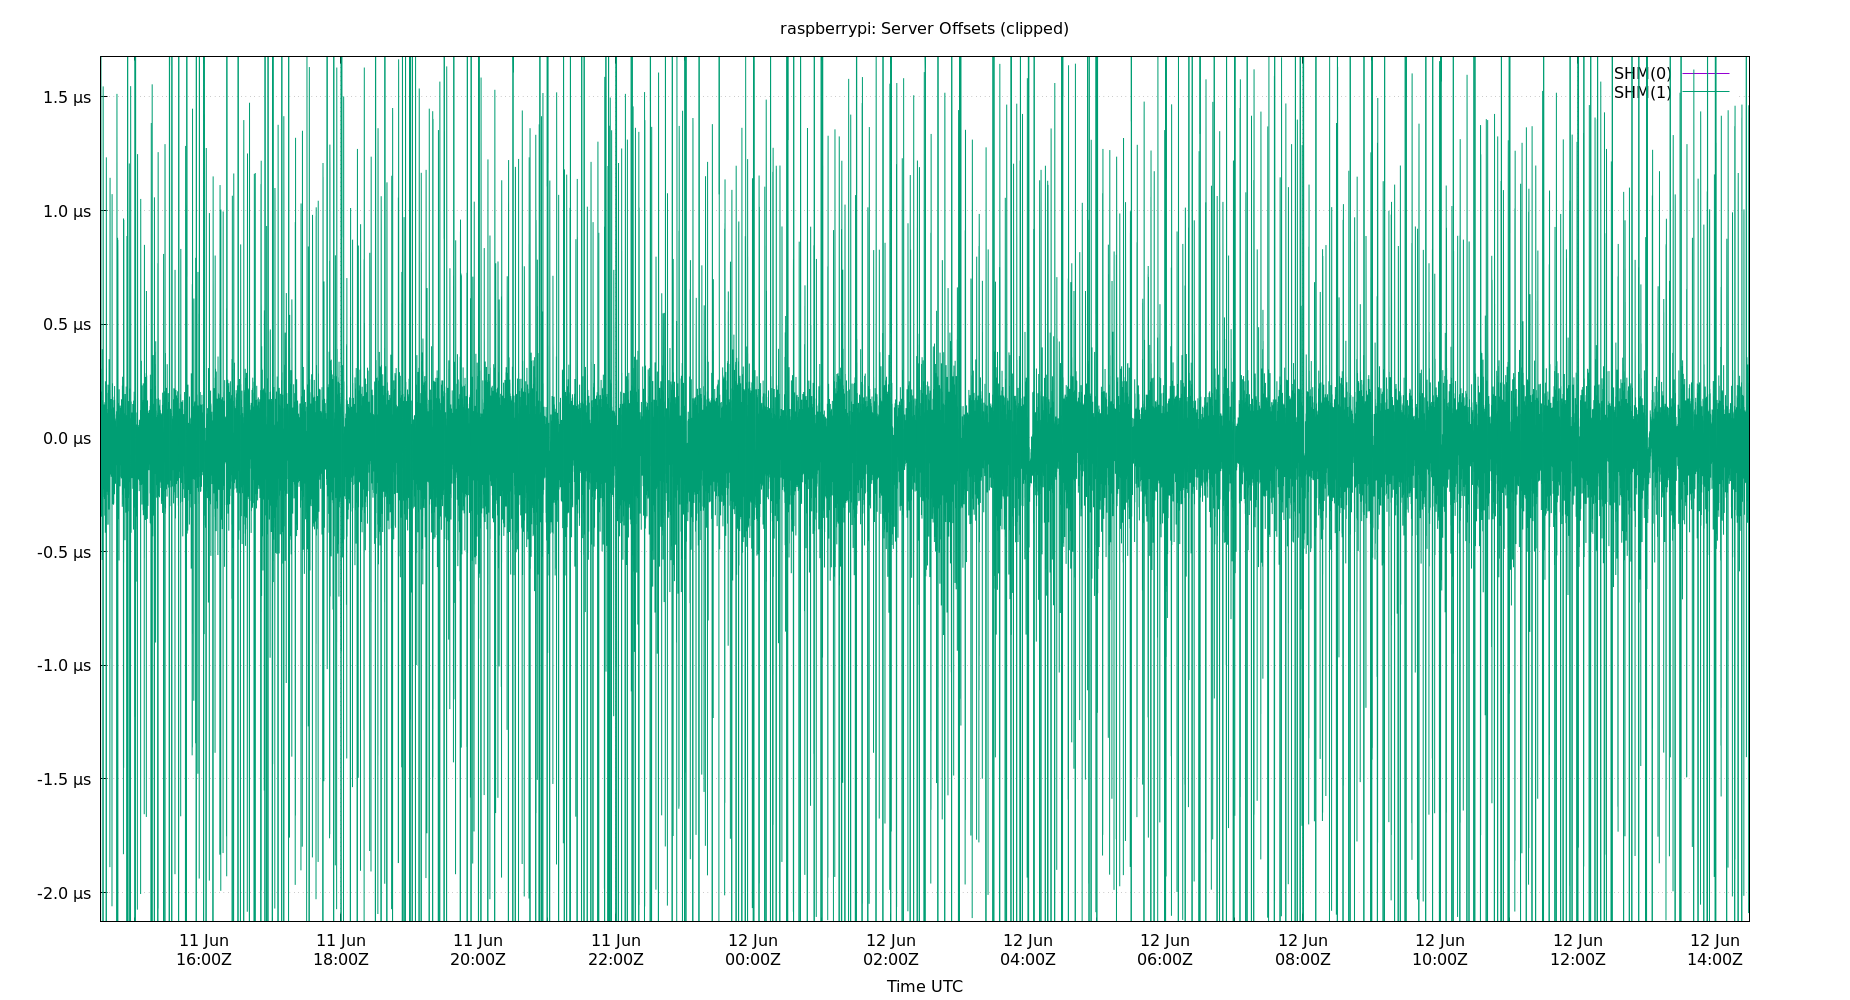 raspberrypi: Server Offsets (clipped)
SHM(0)
SHM(1)
1.5 µs
1.0 µs
0.5 µs
0.0 µs
-0.5 µs
-1.0 µs
-1.5 µs
-2.0 µs
11 Jun 11 Jun 11 Jun 11 Jun 12 Jun 12 Jun 12 Jun 12 Jun 12 Jun 12 Jun 12 Jun 12 Jun
16:00Z 18:00Z 20:00Z 22:00Z 00:00Z 02:00Z 04:00Z 06:00Z 08:00Z 10:00Z 12:00Z 14:00Z
Time UTC